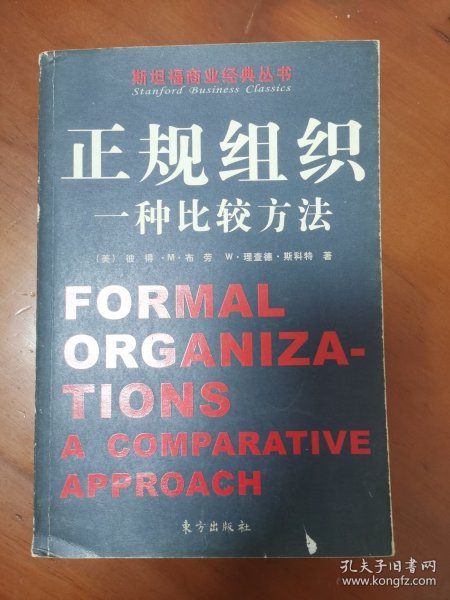 斯坦福商业经典丛书
Stanford Business Classics
正规组织
一种比较方法
（美）彼得·M·布劳 W·理查德·斯科特 著
FORMAL
ORGANIZA-
TIONS
A COMPARATIVE
APPROACH
东方出版社
孔夫子旧书网
www.kongfz.com